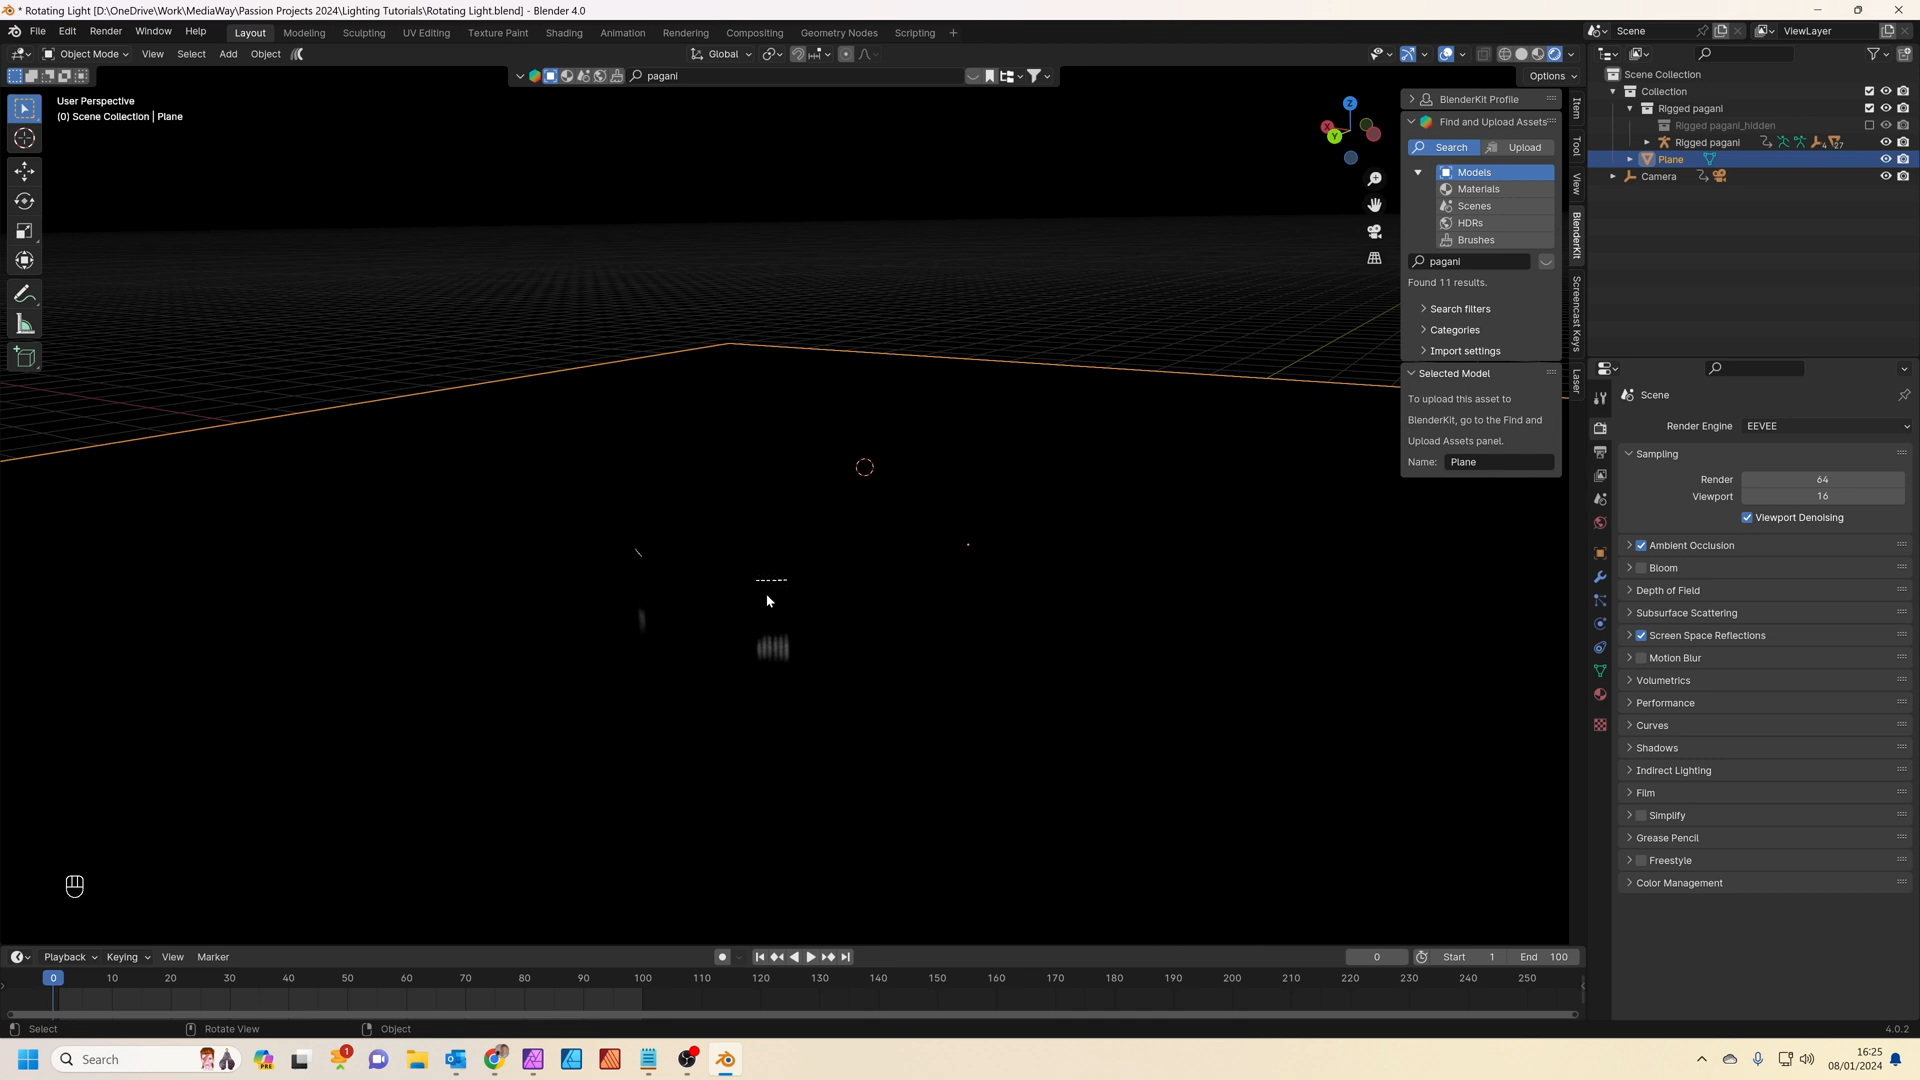 * Rotating Light [D:\OneDrive\Work\MediaWay\Passion Projects 2024\Lighting Tutorials\Rotating Light.blend] - Blender 4.0
File Edit Render Window Help Layout Modeling Sculpting UV Editing Texture Paint Shading Animation Rendering Compositing Geometry Nodes Scripting + Scene ViewLayer
Object Mode View Select Add Object Global
pagani Options
User Perspective
(0) Scene Collection | Plane
Z
X
Y
BlenderKit Profile
Find and Upload Assets
Search Upload
Models
Materials
Scenes
HDRs
Brushes
pagani
Found 11 results.
Search filters
Categories
Import settings
Selected Model
To upload this asset to
BlenderKit, go to the Find and
Upload Assets panel.
Name: Plane
Item
Tool
View
BlenderKit
Screencast Keys
Laser
Scene Collection
Collection
Rigged pagani
Rigged pagani_hidden
Rigged pagani 4 27
Plane
Camera
Scene
Render Engine EEVEE
Sampling
Render 64
Viewport 16
Viewport Denoising
Ambient Occlusion
Bloom
Depth of Field
Subsurface Scattering
Screen Space Reflections
Motion Blur
Volumetrics
Performance
Curves
Shadows
Indirect Lighting
Film
Simplify
Grease Pencil
Freestyle
Color Management
Playback Keying View Marker 0 Start 1 End 100
0 10 20 30 40 50 60 70 80 90 100 110 120 130 140 150 160 170 180 190 200 210 220 230 240 250
Select Rotate View Object 4.0.2
Search PRE 1 16:25
08/01/2024